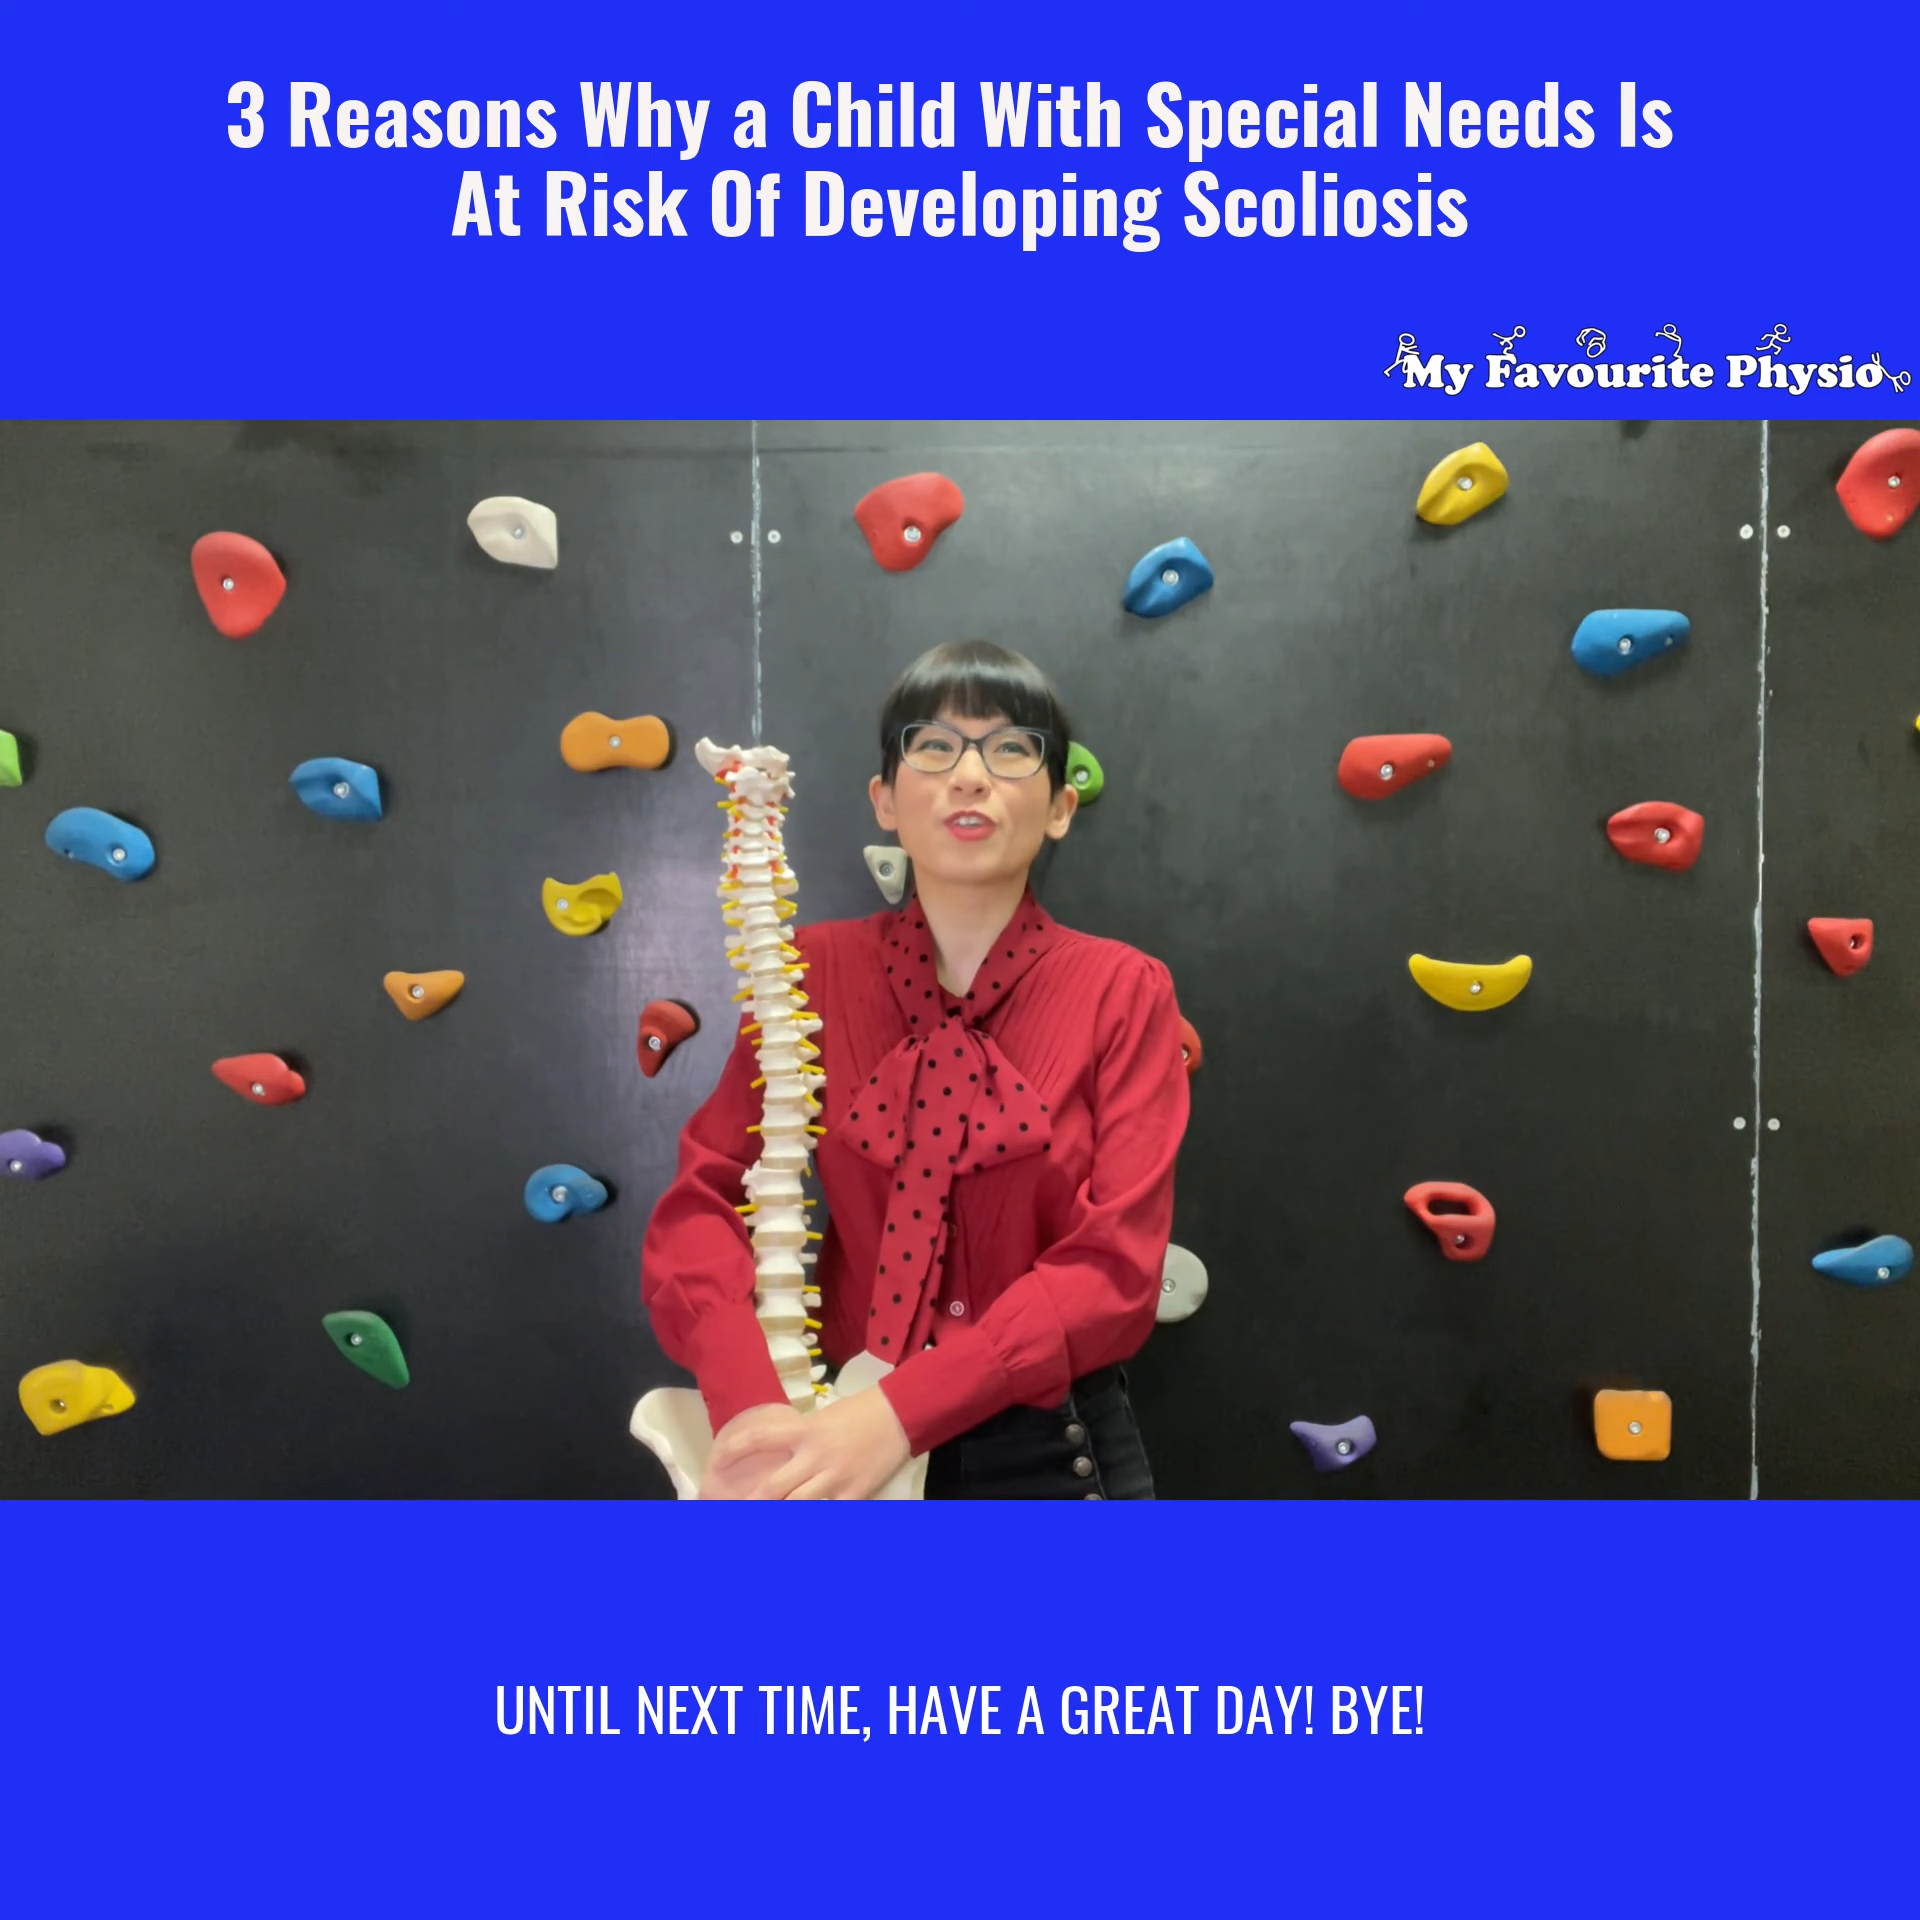 3 Reasons Why a Child With Special Needs Is
At Risk Of Developing Scoliosis
My Favourite Physio
UNTIL NEXT TIME, HAVE A GREAT DAY! BYE!